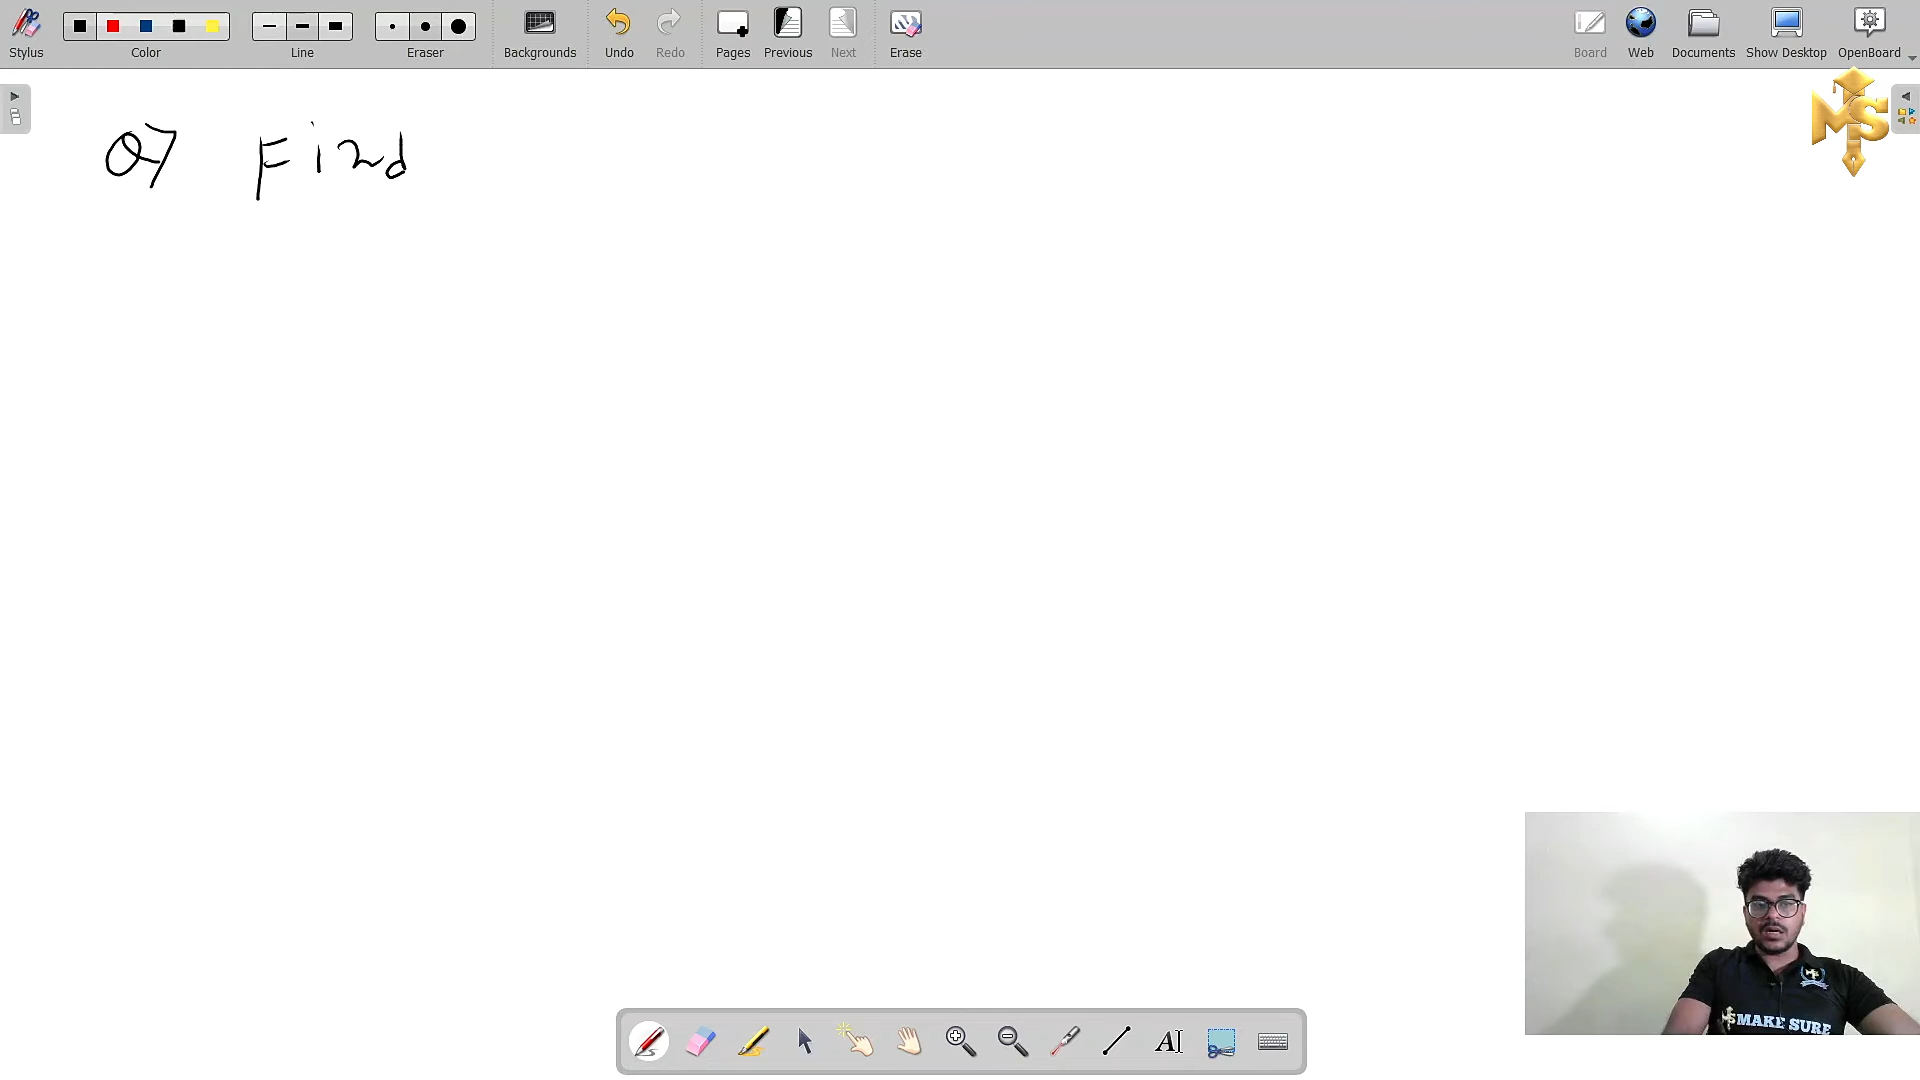 Stylus Color Line Eraser Backgrounds Undo Redo Pages Previous Next Erase Board Web Documents Show Desktop OpenBoard
MS
Q) Find
MAKE SURE